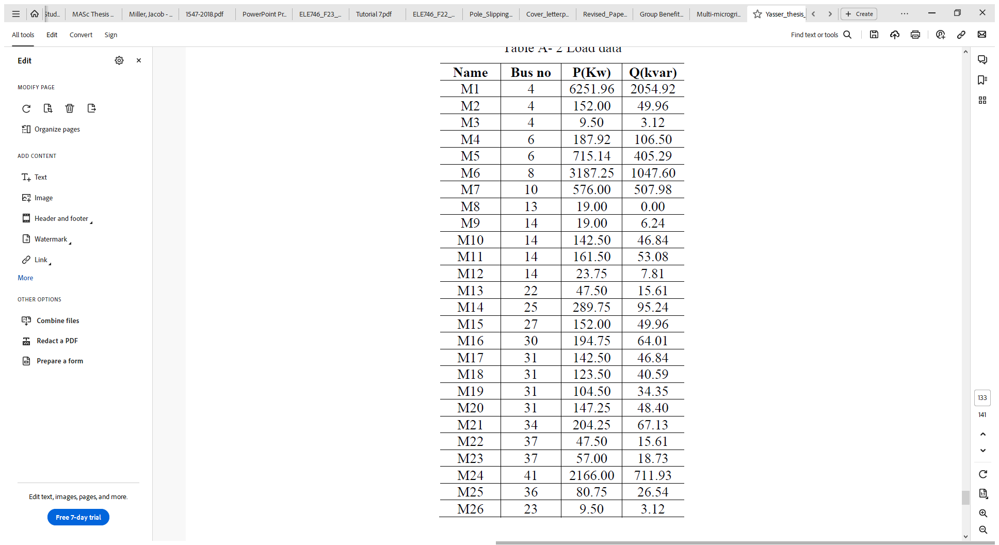 Stud...
MASc Thesis ...
Miller, Jacob - ...
1547-2018.pdf
PowerPoint Pr...
ELE746_F23_...
Tutorial 7.pdf
ELE746_F22_...
Pole_Slipping...
Cover_letter.p...
Revised_Pape...
Group Benefit...
Multi-microgri...
Yasser_thesis_
Create
All tools
Edit
Convert
Sign
Find text or tools
Edit
MODIFY PAGE
Organize pages
ADD CONTENT
Text
Image
Header and footer
Watermark
Link
More
OTHER OPTIONS
Combine files
Redact a PDF
Prepare a form
Edit text, images, pages, and more.
Free 7-day trial
Table A- 2 Load data
Name Bus no P(Kw) Q(kvar)
M1 4 6251.96 2054.92
M2 4 152.00 49.96
M3 4 9.50 3.12
M4 6 187.92 106.50
M5 6 715.14 405.29
M6 8 3187.25 1047.60
M7 10 576.00 507.98
M8 13 19.00 0.00
M9 14 19.00 6.24
M10 14 142.50 46.84
M11 14 161.50 53.08
M12 14 23.75 7.81
M13 22 47.50 15.61
M14 25 289.75 95.24
M15 27 152.00 49.96
M16 30 194.75 64.01
M17 31 142.50 46.84
M18 31 123.50 40.59
M19 31 104.50 34.35
M20 31 147.25 48.40
M21 34 204.25 67.13
M22 37 47.50 15.61
M23 37 57.00 18.73
M24 41 2166.00 711.93
M25 36 80.75 26.54
M26 23 9.50 3.12
133
141
1:1